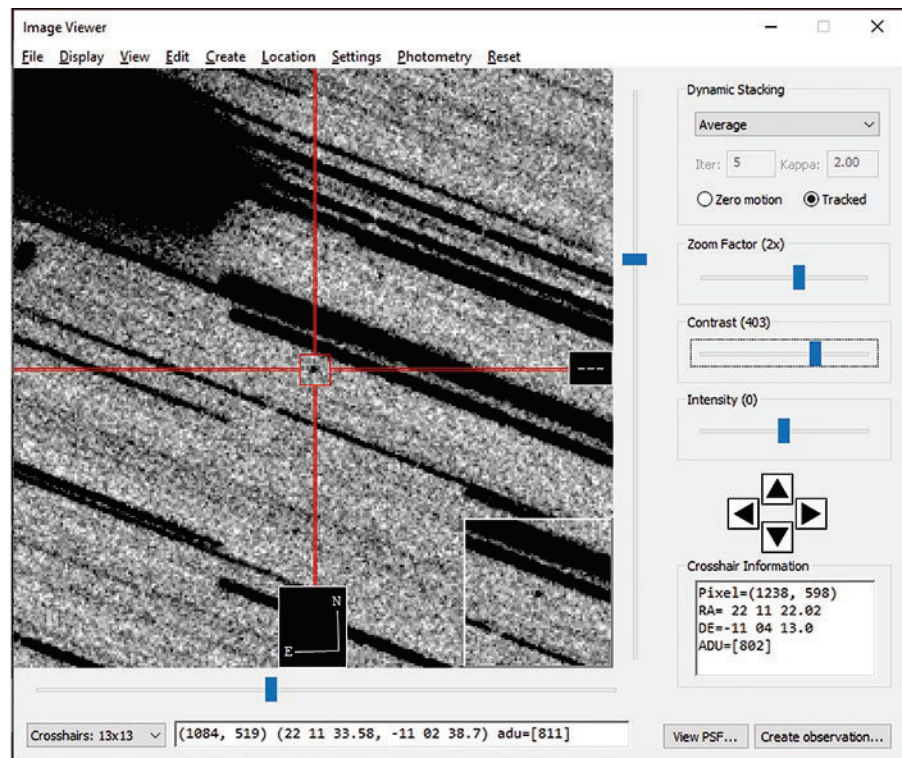 Image Viewer
File Display View Edit Create Location Settings Photometry Reset
Dynamic Stacking
Average
Iter: 5 Kappa: 2.00
Zero motion Tracked
Zoom Factor (2x)
Contrast (403)
---
Intensity (0)
N
E
Crosshair Information
Pixel=(1238, 598)
RA= 22 11 22.02
DE=-11 04 13.0
ADU=[802]
Crosshairs: 13x13 (1084, 519) (22 11 33.58, -11 02 38.7) adu=[811] View PSF... Create observation...